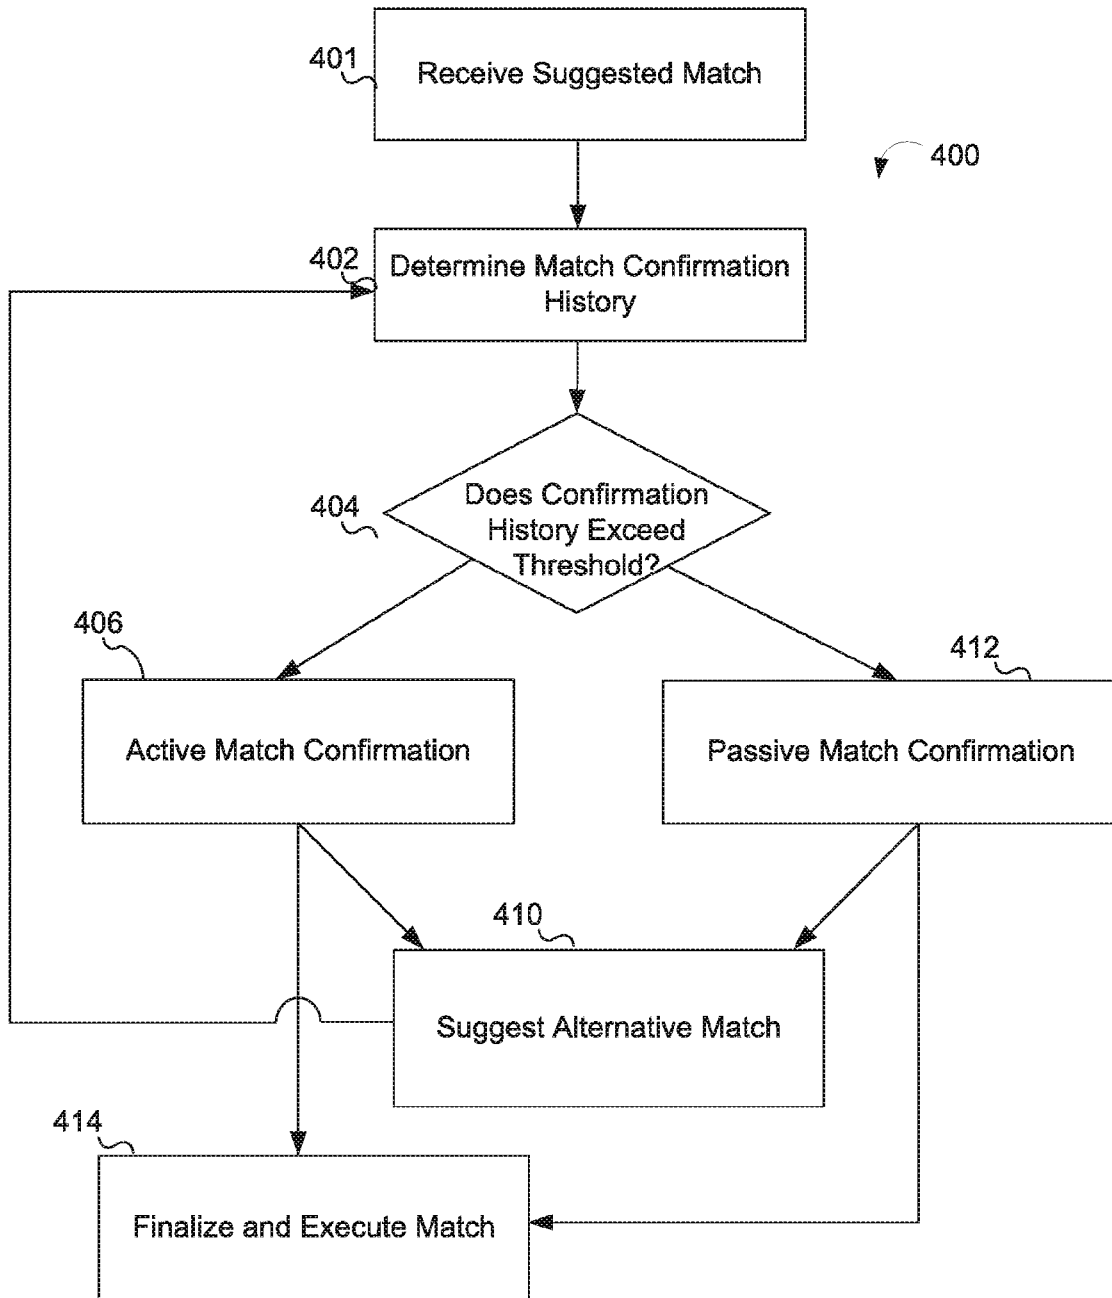 401
Receive Suggested Match
400
402
Determine Match Confirmation
History
404
Does Confirmation
History Exceed
Threshold?
406
412
Active Match Confirmation
Passive Match Confirmation
410
Suggest Alternative Match
414
Finalize and Execute Match